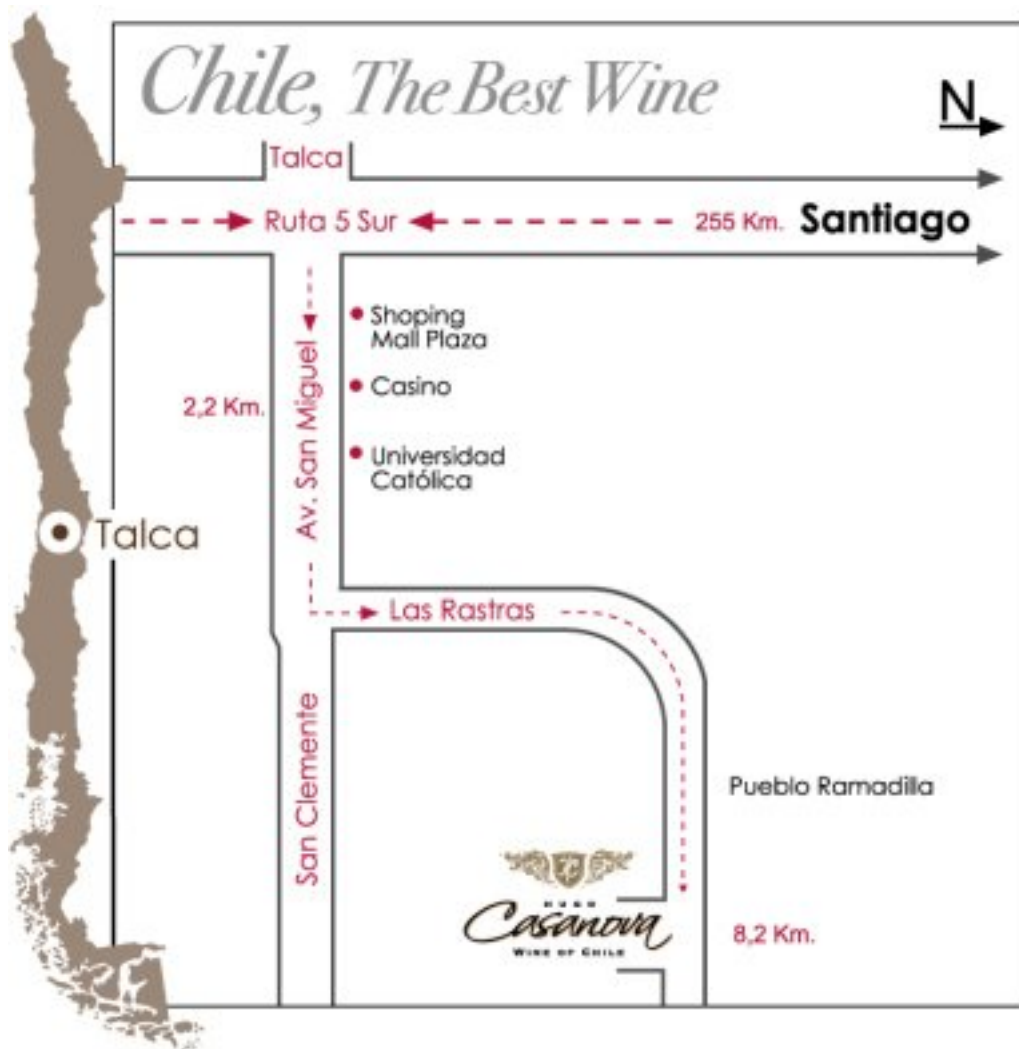 Chile, The Best Wine
N
Talca
Ruta 5 Sur
255 Km.
Santiago
Shoping
Mall Plaza
2,2 Km.
Av. San Miguel
Casino
Universidad
Católica
Talca
Las Rastras
San Clemente
Pueblo Ramadilla
HUGO
Casanova
WINE OF CHILE
8,2 Km.